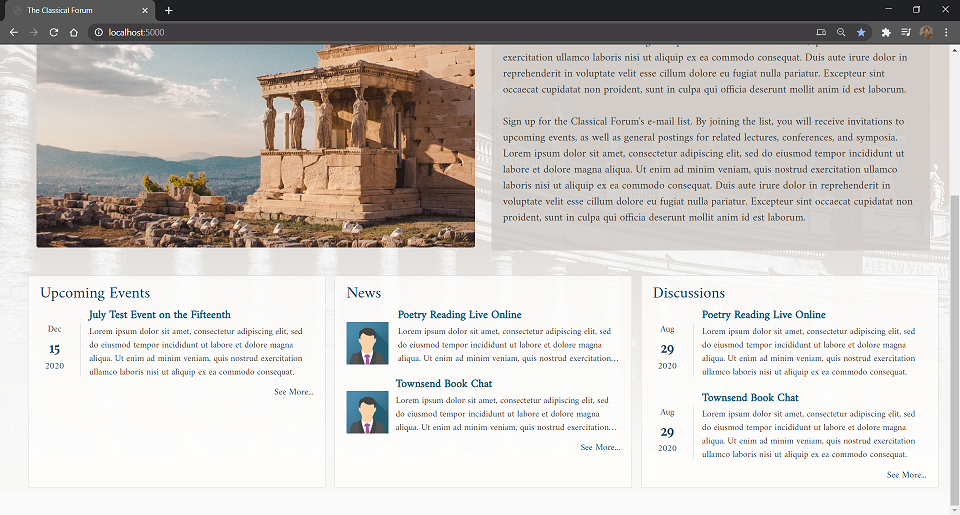 The Classical Forum
localhost:5000
exercitation ullamco laboris nisi ut aliquip ex ea commodo consequat. Duis aute irure dolor in
reprehenderit in voluptate velit esse cillum dolore eu fugiat nulla pariatur. Excepteur sint
occaecat cupidatat non proident, sunt in culpa qui officia deserunt mollit anim id est laborum.
Sign up for the Classical Forum's e-mail list. By joining the list, you will receive invitations to
upcoming events, as well as general postings for related lectures, conferences, and symposia.
Lorem ipsum dolor sit amet, consectetur adipiscing elit, sed do eiusmod tempor incididunt ut
labore et dolore magna aliqua. Ut enim ad minim veniam, quis nostrud exercitation ullamco
laboris nisi ut aliquip ex ea commodo consequat. Duis aute irure dolor in reprehenderit in
voluptate velit esse cillum dolore eu fugiat nulla pariatur. Excepteur sint occaecat cupidatat non
proident, sunt in culpa qui officia deserunt mollit anim id est laborum.
Upcoming Events
July Test Event on the Fifteenth
Dec
15
2020
Lorem ipsum dolor sit amet, consectetur adipiscing elit, sed
do eiusmod tempor incididunt ut labore et dolore magna
aliqua. Ut enim ad minim veniam, quis nostrud exercitation
ullamco laboris nisi ut aliquip ex ea commodo consequat.
See More...
News
Poetry Reading Live Online
Lorem ipsum dolor sit amet, consectetur adipiscing elit, sed
do eiusmod tempor incididunt ut labore et dolore magna
aliqua. Ut enim ad minim veniam, quis nostrud exercitation...
Townsend Book Chat
Lorem ipsum dolor sit amet, consectetur adipiscing elit, sed
do eiusmod tempor incididunt ut labore et dolore magna
aliqua. Ut enim ad minim veniam, quis nostrud exercitation...
See More...
Discussions
Poetry Reading Live Online
Aug
29
2020
Lorem ipsum dolor sit amet, consectetur adipiscing elit, sed
do eiusmod tempor incididunt ut labore et dolore magna
aliqua. Ut enim ad minim veniam, quis nostrud exercitation
ullamco laboris nisi ut aliquip ex ea commodo consequat.
Townsend Book Chat
Aug
29
2020
Lorem ipsum dolor sit amet, consectetur adipiscing elit, sed
do eiusmod tempor incididunt ut labore et dolore magna
aliqua. Ut enim ad minim veniam, quis nostrud exercitation
ullamco laboris nisi ut aliquip ex ea commodo consequat.
See More...